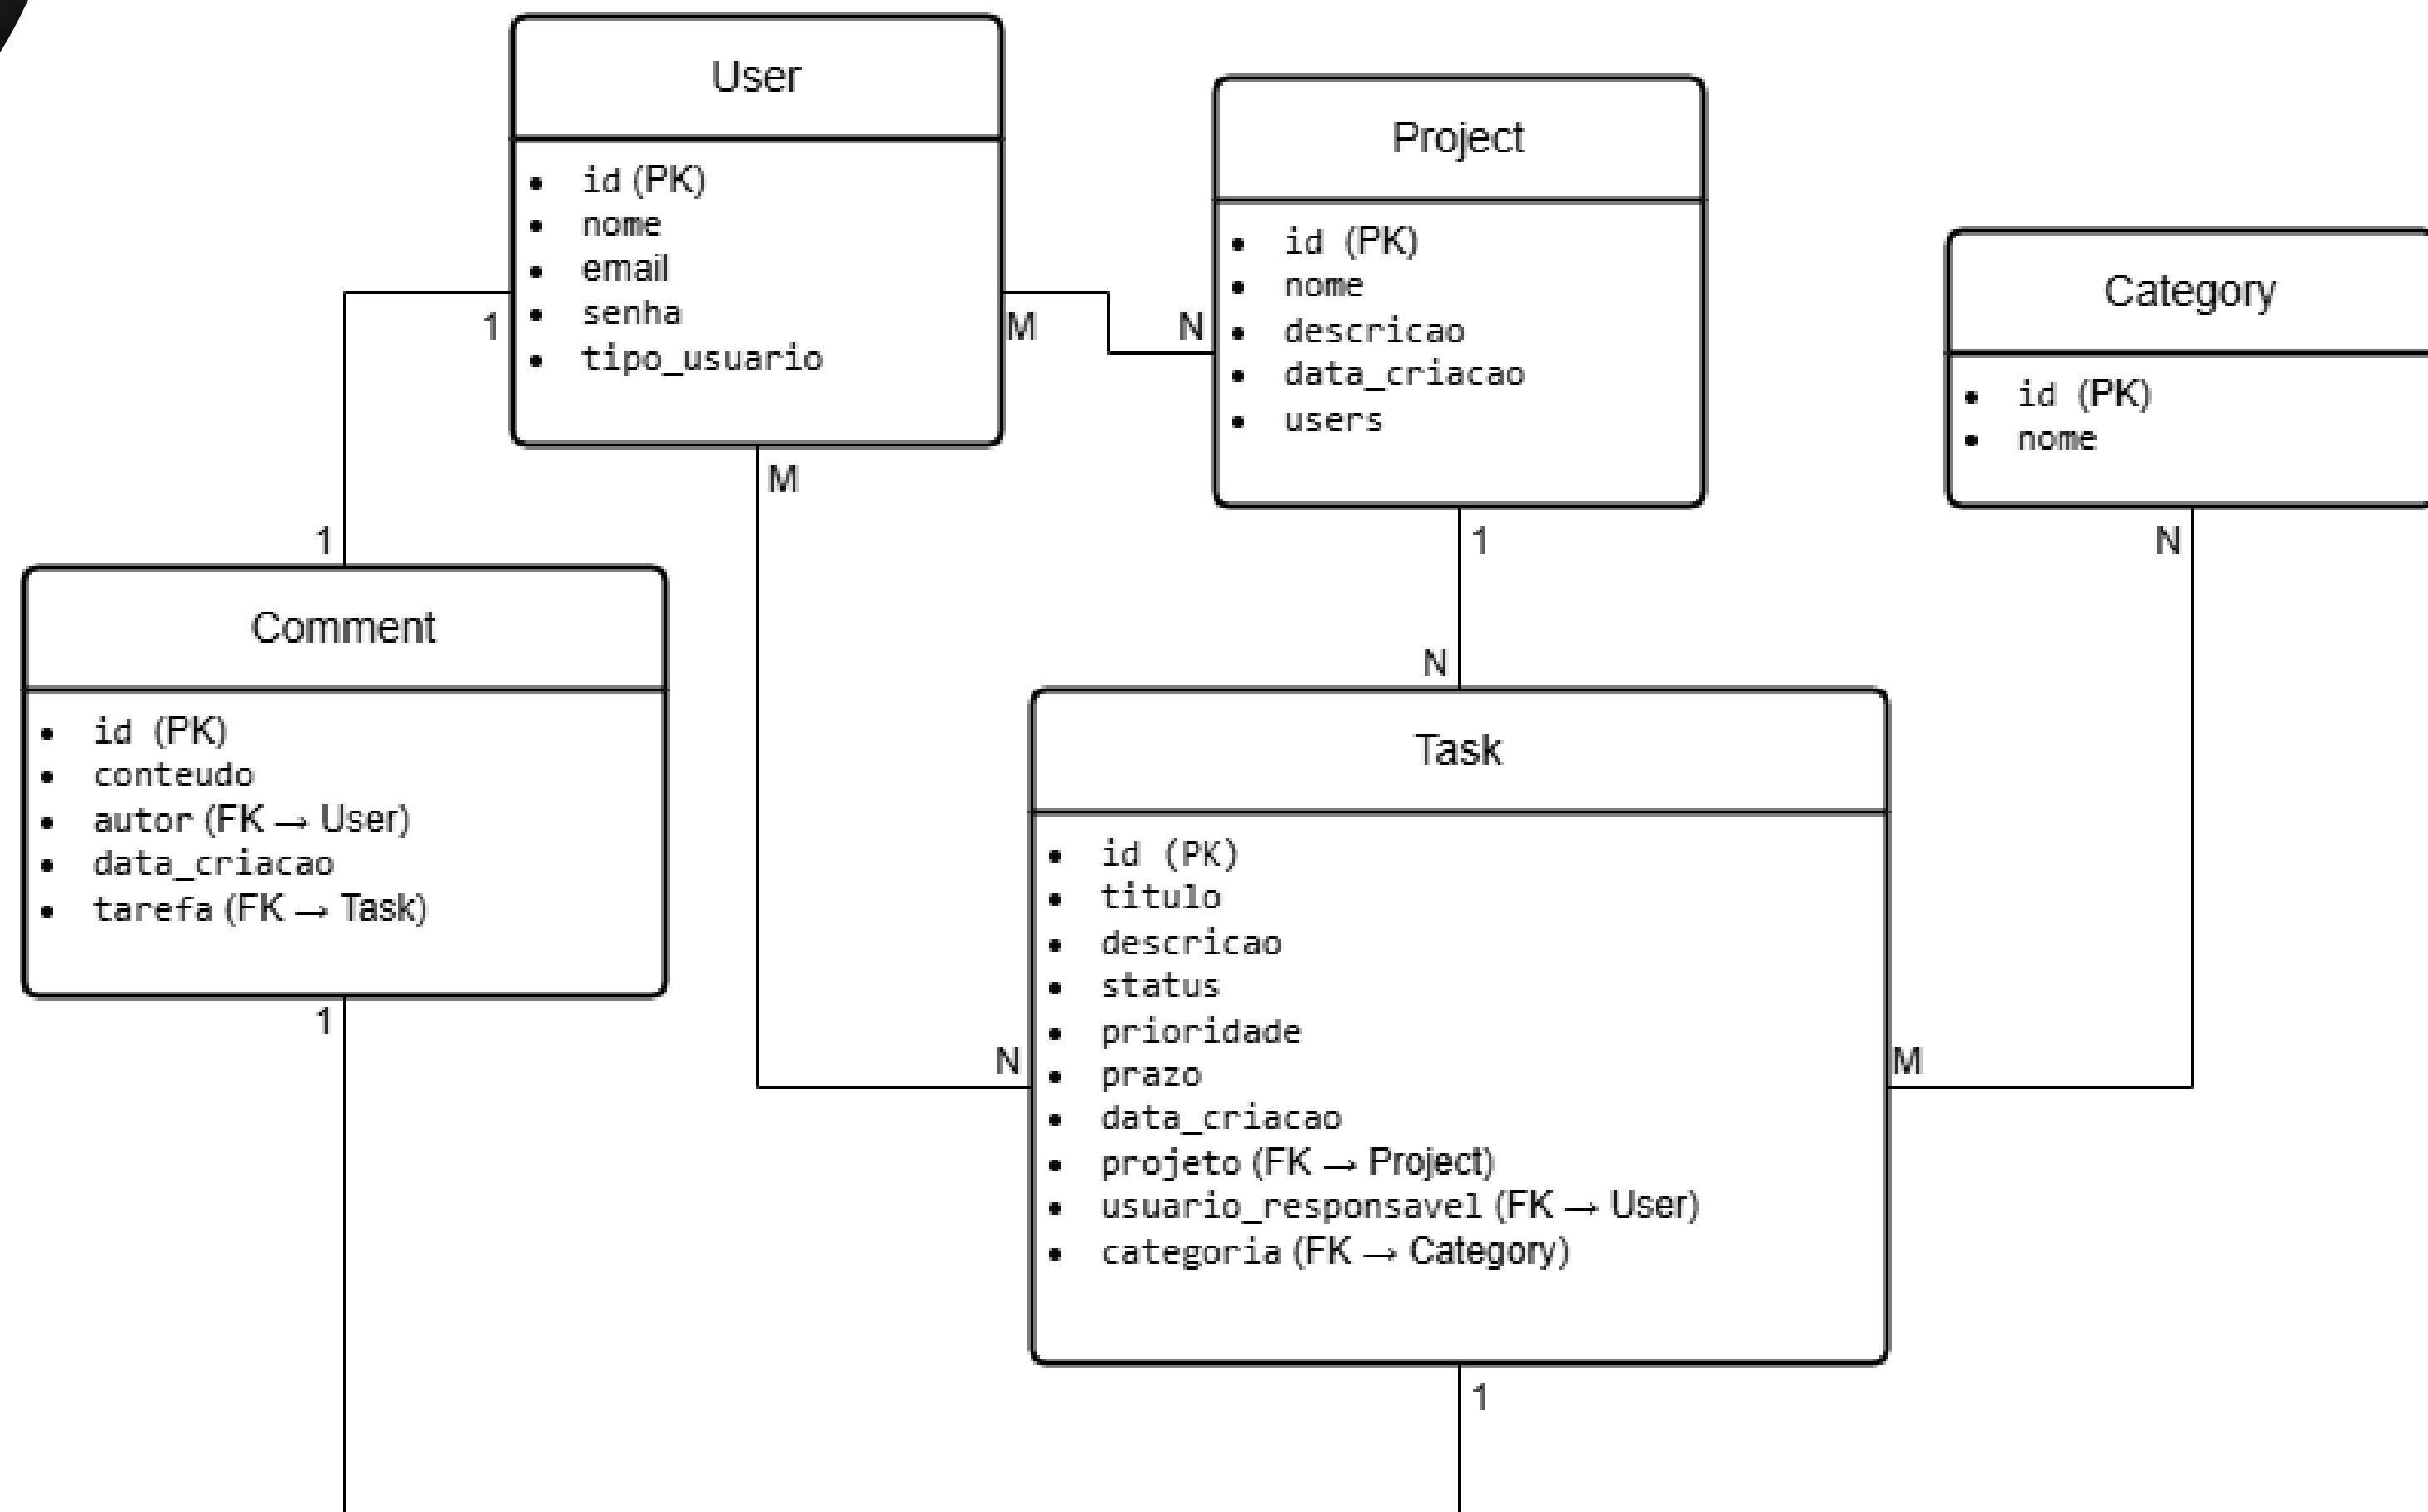 User
• id (PK)
• nome
• email
• senha
• tipo_usuario
1
M
M
Project
• id (PK)
• nome
• descricao
• data_criacao
• users
N
1
Category
• id (PK)
• nome
N
1
Comment
• id (PK)
• conteudo
• autor (FK → User)
• data_criacao
• tarefa (FK → Task)
1
N
Task
• id (PK)
• titulo
• descricao
• status
• prioridade
• prazo
• data_criacao
• projeto (FK → Project)
• usuario_responsavel (FK → User)
• categoria (FK → Category)
N
M
1